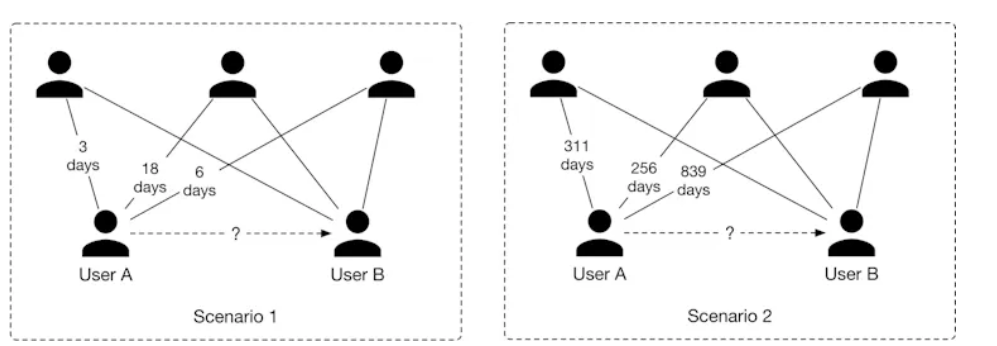 3
days
18
days
6
days
?
User A
User B
Scenario 1
311
days
256
days
839
days
?
User A
User B
Scenario 2